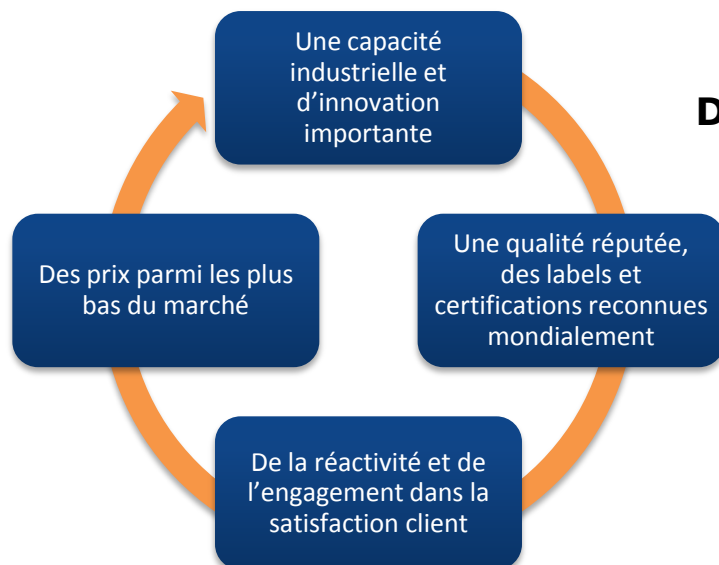 Une capacité
industrielle et
d'innovation
importante
D
Une qualité réputée,
des labels et
certifications reconnues
mondialement
De la réactivité et de
l'engagement dans la
satisfaction client
Des prix parmi les plus
bas du marché